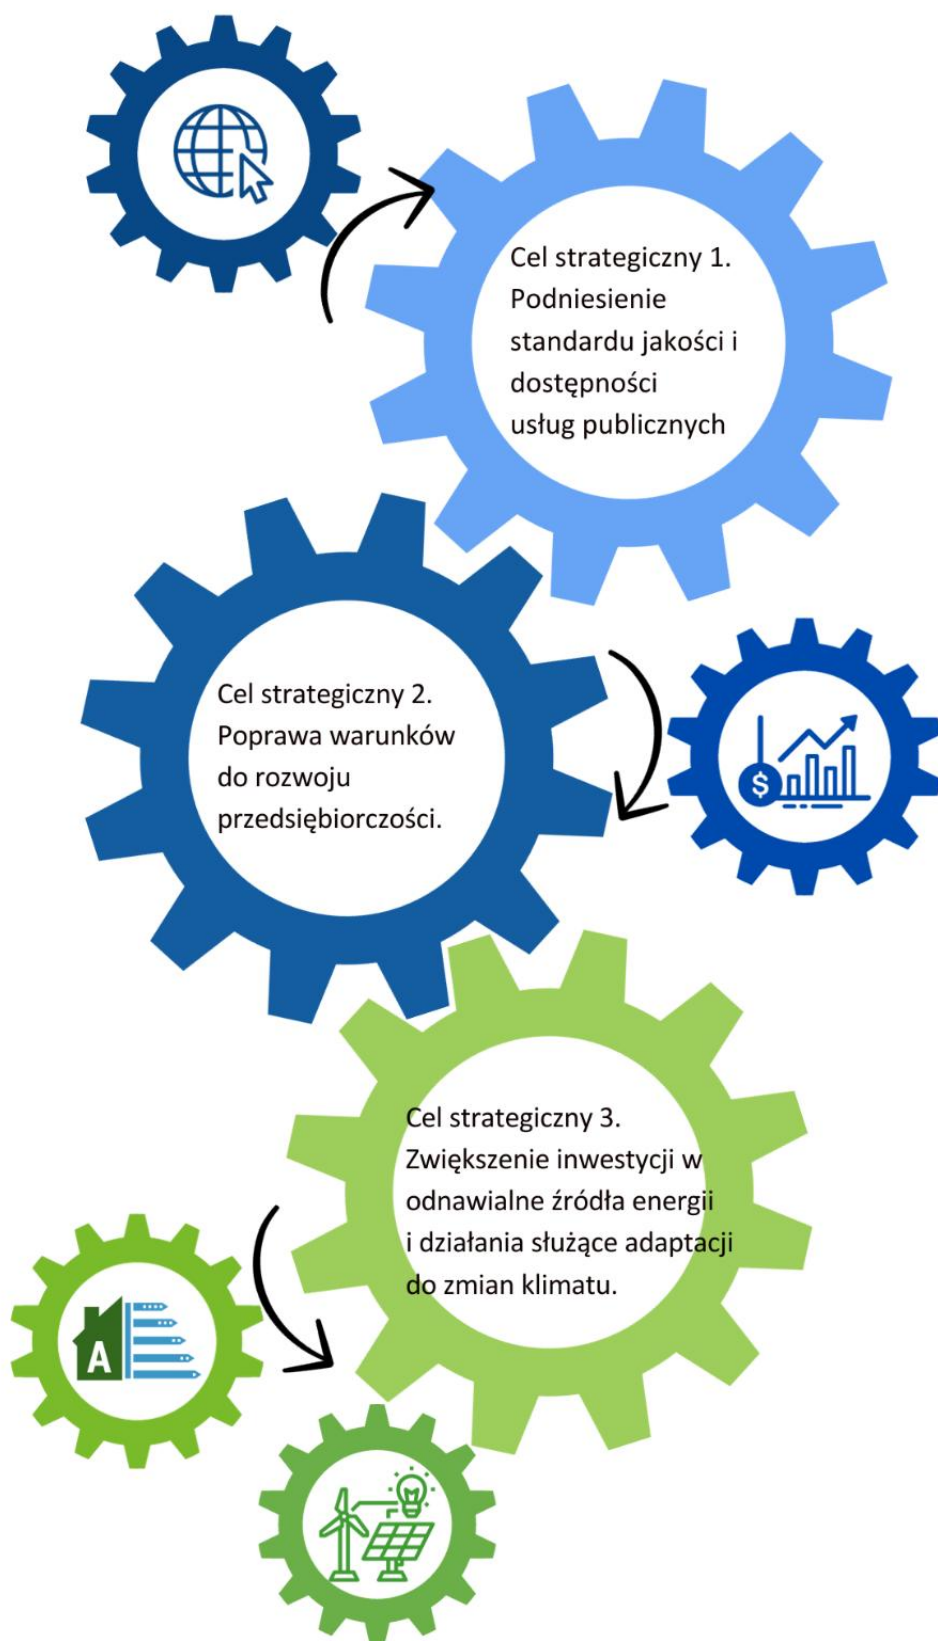 Cel strategiczny 1.
Podniesienie
standardu jakości i
dostępności
usług publicznych
$
Cel strategiczny 2.
Poprawa warunków
do rozwoju
przedsiębiorczości.
Cel strategiczny 3.
Zwiększenie inwestycji w
odnawialne źródła energii
i działania służące adaptacji
do zmian klimatu.
A